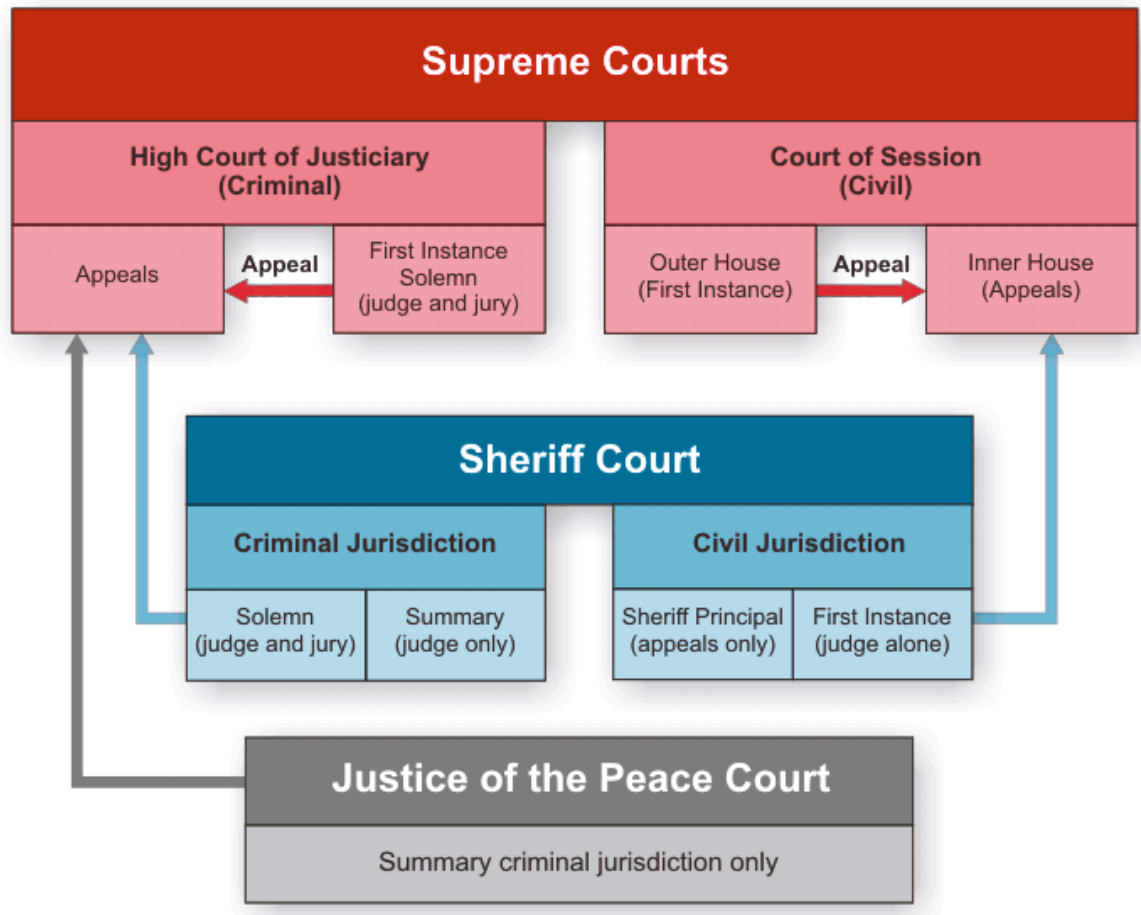 Supreme Courts
High Court of Justiciary
(Criminal)
Court of Session
(Civil)
Appeals
Appeal
First Instance
Solemn
(judge and jury)
Outer House
(First Instance)
Appeal
Inner House
(Appeals)
Sheriff Court
Criminal Jurisdiction
Civil Jurisdiction
Solemn
(judge and jury)
Summary
(judge only)
Sheriff Principal
(appeals only)
First Instance
(judge alone)
Justice of the Peace Court
Summary criminal jurisdiction only